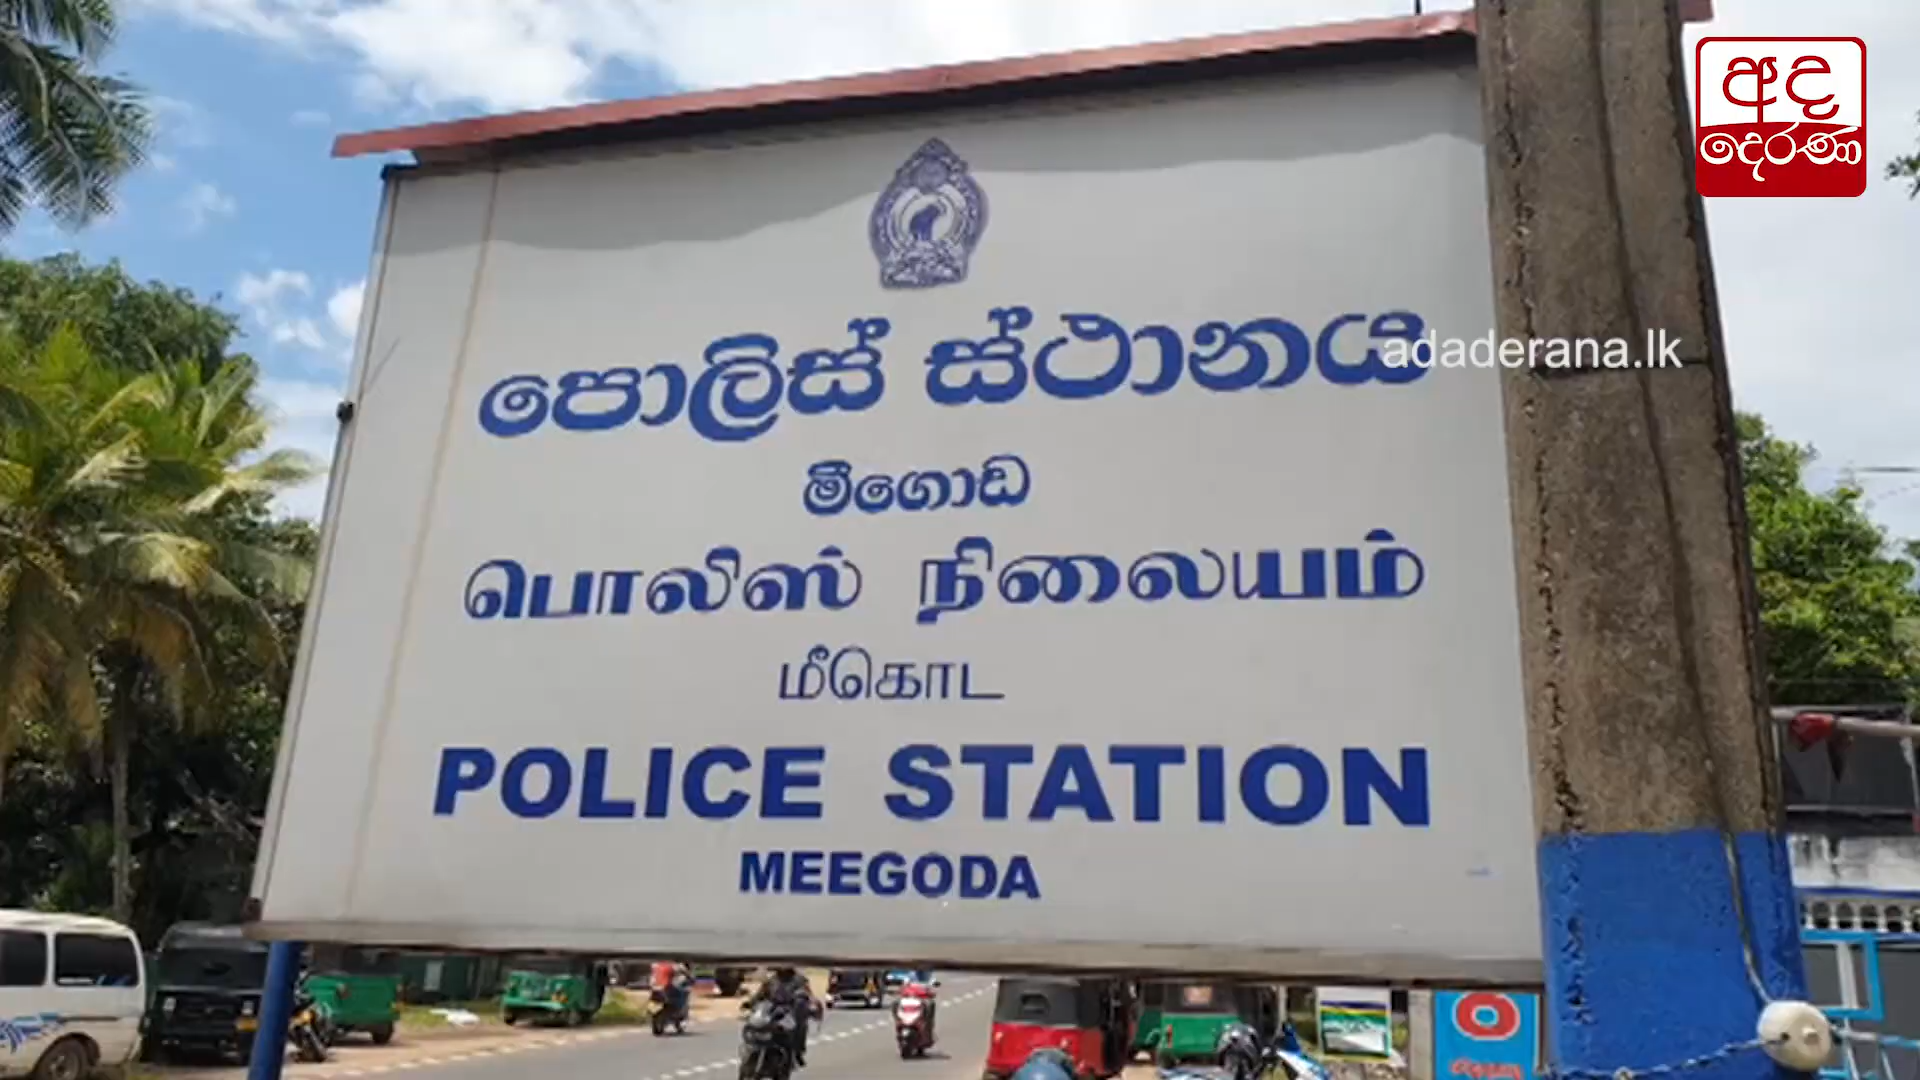 අද
දෙරණ
පොලිස් ස්ථානය
adaderana.lk
මීගොඩ
பொலிஸ் நிலையம்
மீகொட
POLICE STATION
MEEGODA